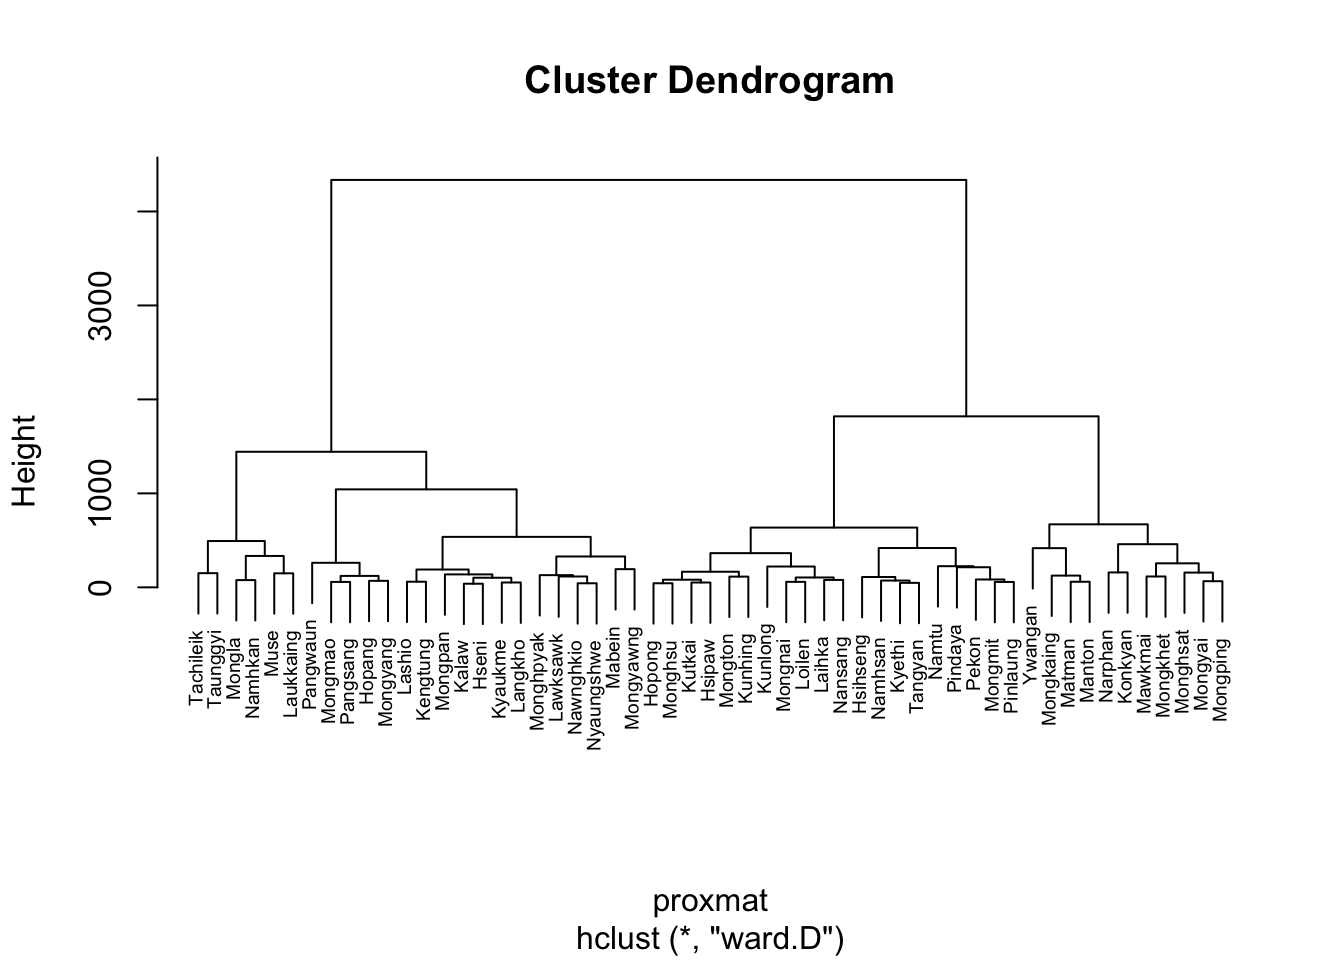 Cluster Dendrogram
Height
3000
1000
0
Tachileik
Taunggyi
Mongla
Namhkan
Muse
Laukkaing
Pangwaun
Mongmao
Pangsang
Hopang
Mongyang
Lashio
Kengtung
Mongpan
Kalaw
Hseni
Kyaukme
Langkho
Monghpyak
Lawksawk
Nawnghkio
Nyaungshwe
Mabein
Mongyawng
Hopong
Monghsu
Kutkai
Hsipaw
Mongton
Kunhing
Kunlong
Mongnai
Loilen
Laihka
Nansang
Hsihseng
Namhsan
Kyethi
Tangyan
Namtu
Pindaya
Pekon
Mongmit
Pinlaung
Ywangan
Mongkaing
Matman
Manton
Narphan
Konkyan
Mawkmai
Mongkhet
Monghsat
Mongyai
Mongping
proxmat
hclust (*, "ward.D")